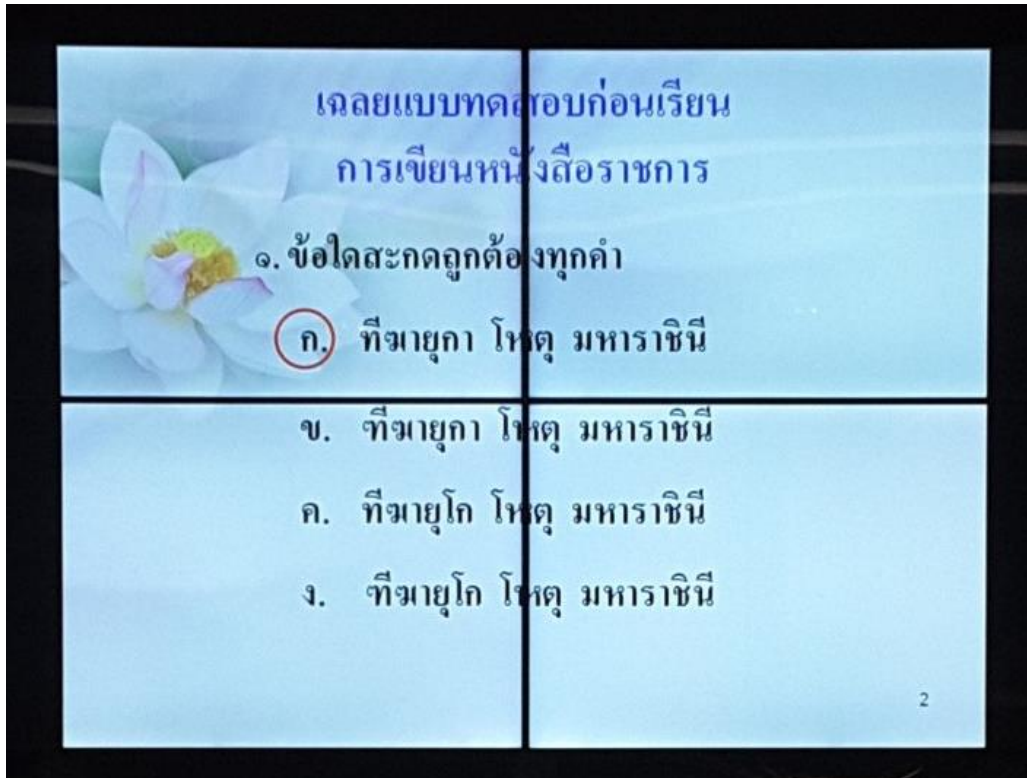 เฉลยแบบทดสอบก่อนเรียน
การเขียนหนังสือราชการ
๑. ข้อใดสะกดถูกต้องทุกคำ
ก. ทีฆายุกา โหตุ มหาราชินี
ข. ฑีฆายุกา โหตุ มหาราชินี
ค. ทีฆายุโก โหตุ มหาราชินี
ง. ฑีฆายุโก โหตุ มหาราชินี
2